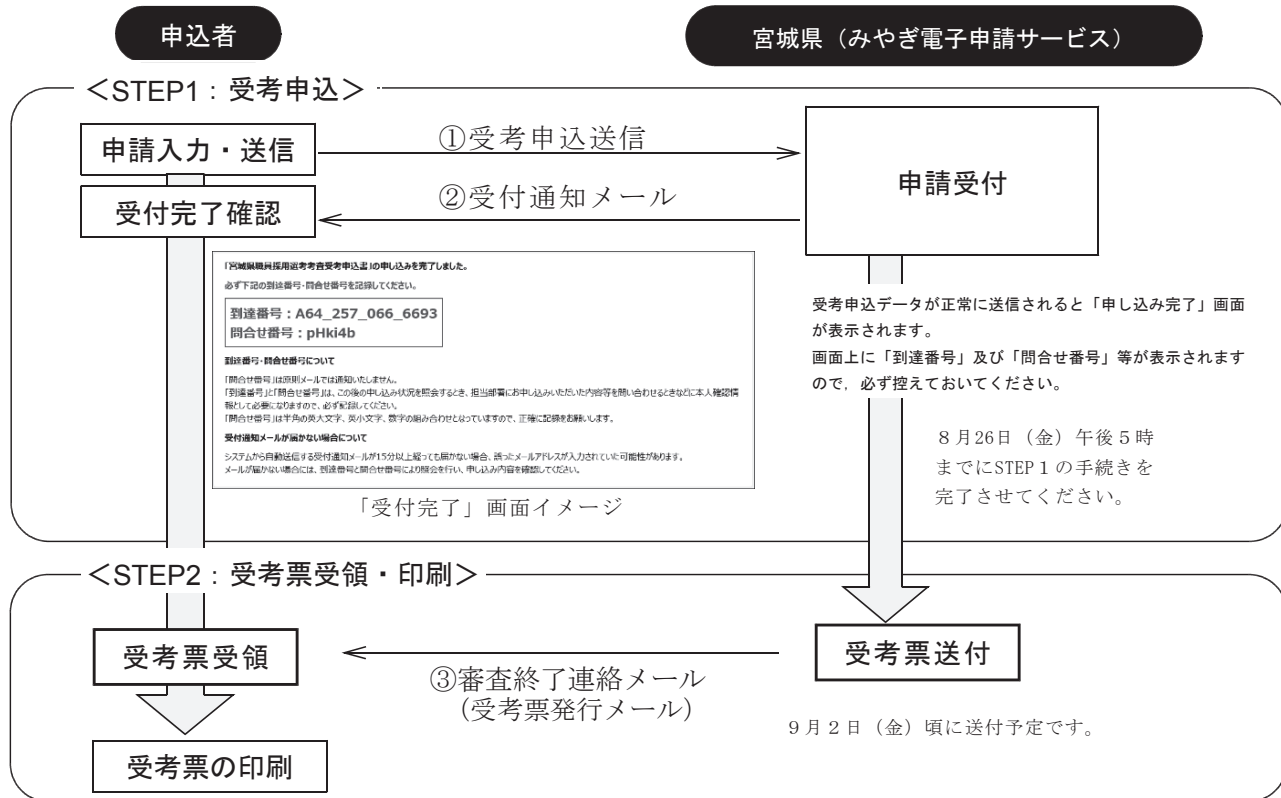 申込者
宮城県（みやぎ電子申請サービス）
＜STEP1：受考申込＞
申請入力・送信
①受考申込送信
申請受付
②受付通知メール
受付完了確認
「宮城県職員採用選考考査受考申込書」の申し込みを完了しました。
必ず下記の到達番号・問合せ番号を記録してください。
到達番号：A64_257_066_6693
問合せ番号：pHki4b
到達番号・問合せ番号について
「問合せ番号」は原則メールでは通知いたしません。
「到達番号」と「問合せ番号」は、この後の申し込み状況を照会するとき、担当部署にお申し込みいただいた内容等を問い合わせるときなどに本人確認情
報として必要になりますので、必ず記録してください。
「問合せ番号」は半角の英大文字、英小文字、数字の組み合わせとなっていますので、正確に記録をお願いします。
受付通知メールが届かない場合について
システムから自動送信する受付通知メールが15分以上経っても届かない場合、誤ったメールアドレスが入力されていた可能性があります。
メールが届かない場合には、到達番号と問合せ番号により照会を行い、申し込み内容を確認してください。
「受付完了」画面イメージ
受考申込データが正常に送信されると「申し込み完了」画面
が表示されます。
画面上に「到達番号」及び「問合せ番号」等が表示されます
ので，必ず控えておいてください。
８月26日（金）午後５時
までにSTEP１の手続きを
完了させてください。
＜STEP2：受考票受領・印刷＞
受考票受領
受考票送付
③審査終了連絡メール
（受考票発行メール）
９月２日（金）頃に送付予定です。
受考票の印刷